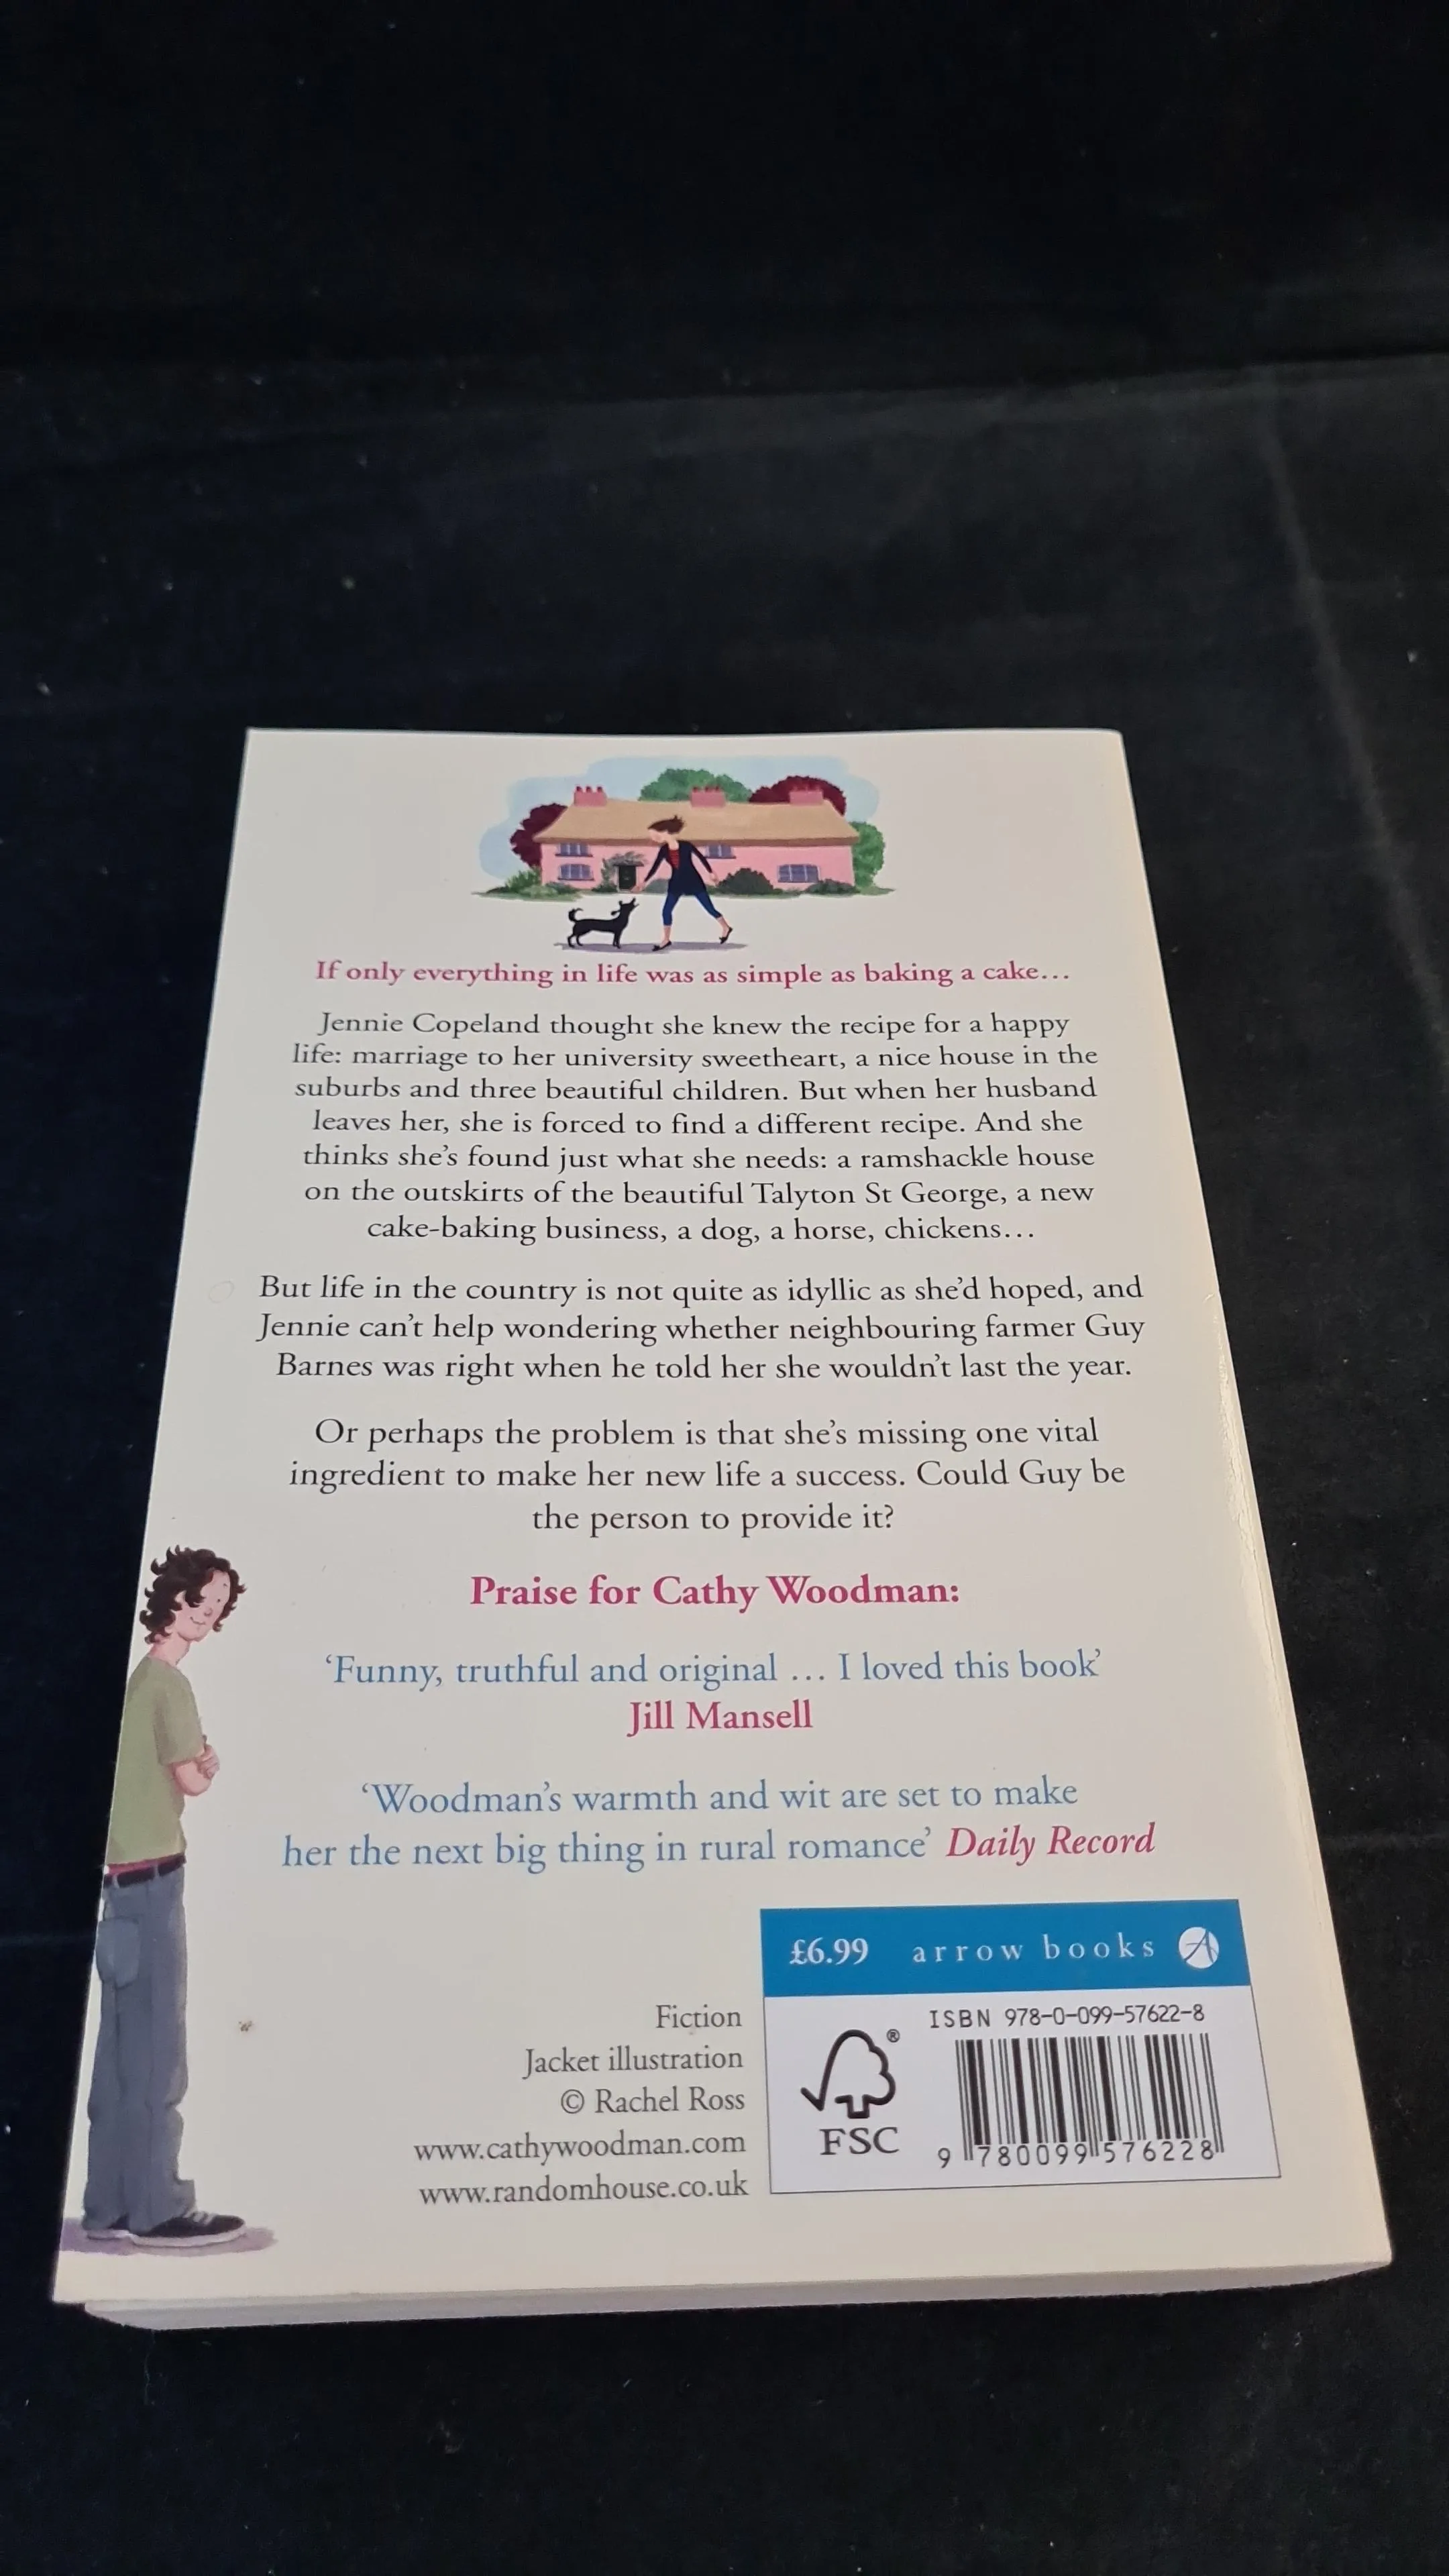 If only everything in life was as simple as baking a cake...
Jennie Copeland thought she knew the recipe for a happy
life: marriage to her university sweetheart, a nice house in the
suburbs and three beautiful children. But when her husband
leaves her, she is forced to find a different recipe. And she
thinks she's found just what she needs: a ramshackle house
on the outskirts of the beautiful Talyton St George, a new
cake-baking business, a dog, a horse, chickens...
But life in the country is not quite as idyllic as she'd hoped, and
Jennie can't help wondering whether neighbouring farmer Guy
Barnes was right when he told her she wouldn't last the year.
Or perhaps the problem is that she's missing one vital
ingredient to make her new life a success. Could Guy be
the person to provide it?
Praise for Cathy Woodman:
‘Funny, truthful and original ... I loved this book’
Jill Mansell
‘Woodman's warmth and wit are set to make
her the next big thing in rural romance’ Daily Record
£6.99 arrow books
Fiction
Jacket illustration
© Rachel Ross
www.cathywoodman.com
www.randomhouse.co.uk
ISBN 978-0-099-57622-8
® 
FSC
9 780099 576228